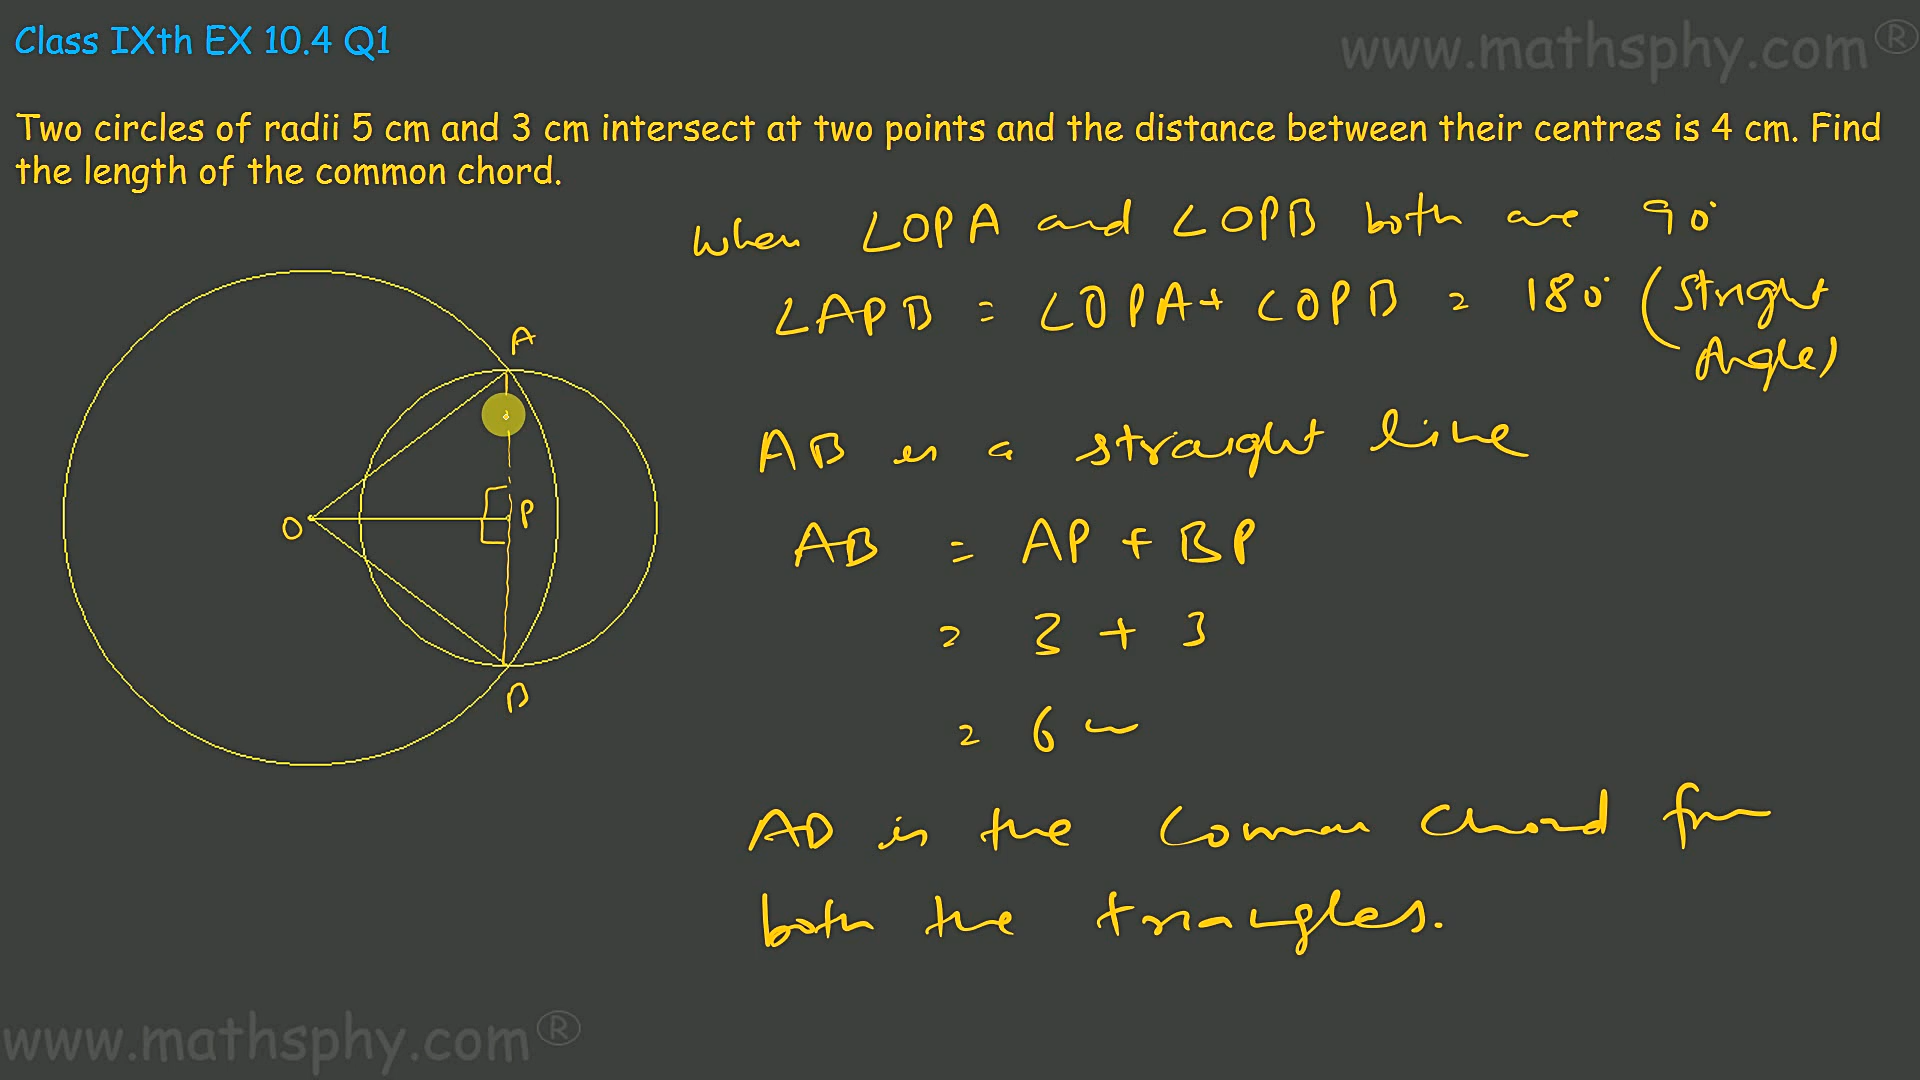 Class IXth EX 10.4 Q1
www.mathsphy.com®
Two circles of radii 5 cm and 3 cm intersect at two points and the distance between their centres is 4 cm. Find
the length of the common chord.
when ∠OPA and ∠OPB both are 90°
∠APB = ∠OPA + ∠OPB = 180° (Stright
Angle)
A
AB is a straight line
O
P
AB = AP + BP
= 3 + 3
B
= 6 cm
AB is the Common Chord for
both the triangles.
www.mathsphy.com®